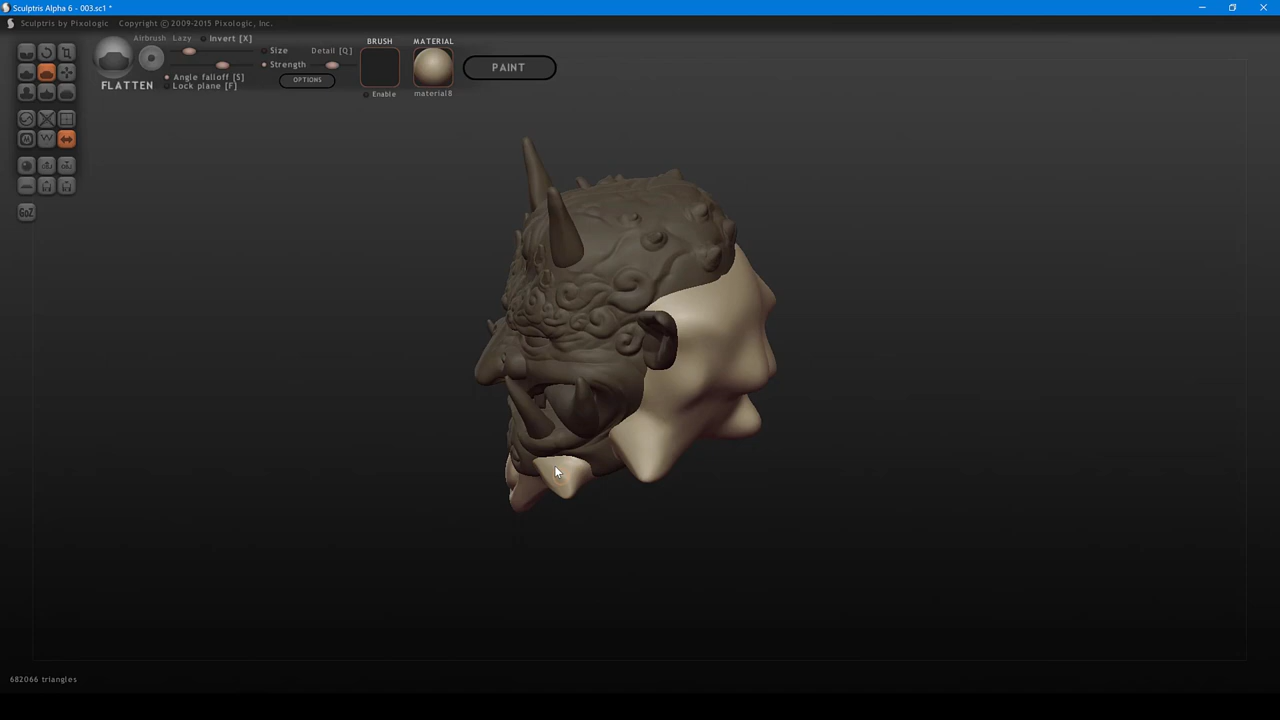 Sculptris Alpha 6 - 003.sc1 *
Sculptris by Pixologic Copyright © 2009-2015 Pixologic, Inc.
Airbrush Lazy Invert [X]
Size Detail [Q]
Strength
Angle falloff [S]
Lock plane [F]
OPTIONS
FLATTEN
BRUSH
Enable
MATERIAL
material8
PAINT
GoZ
682066 triangles